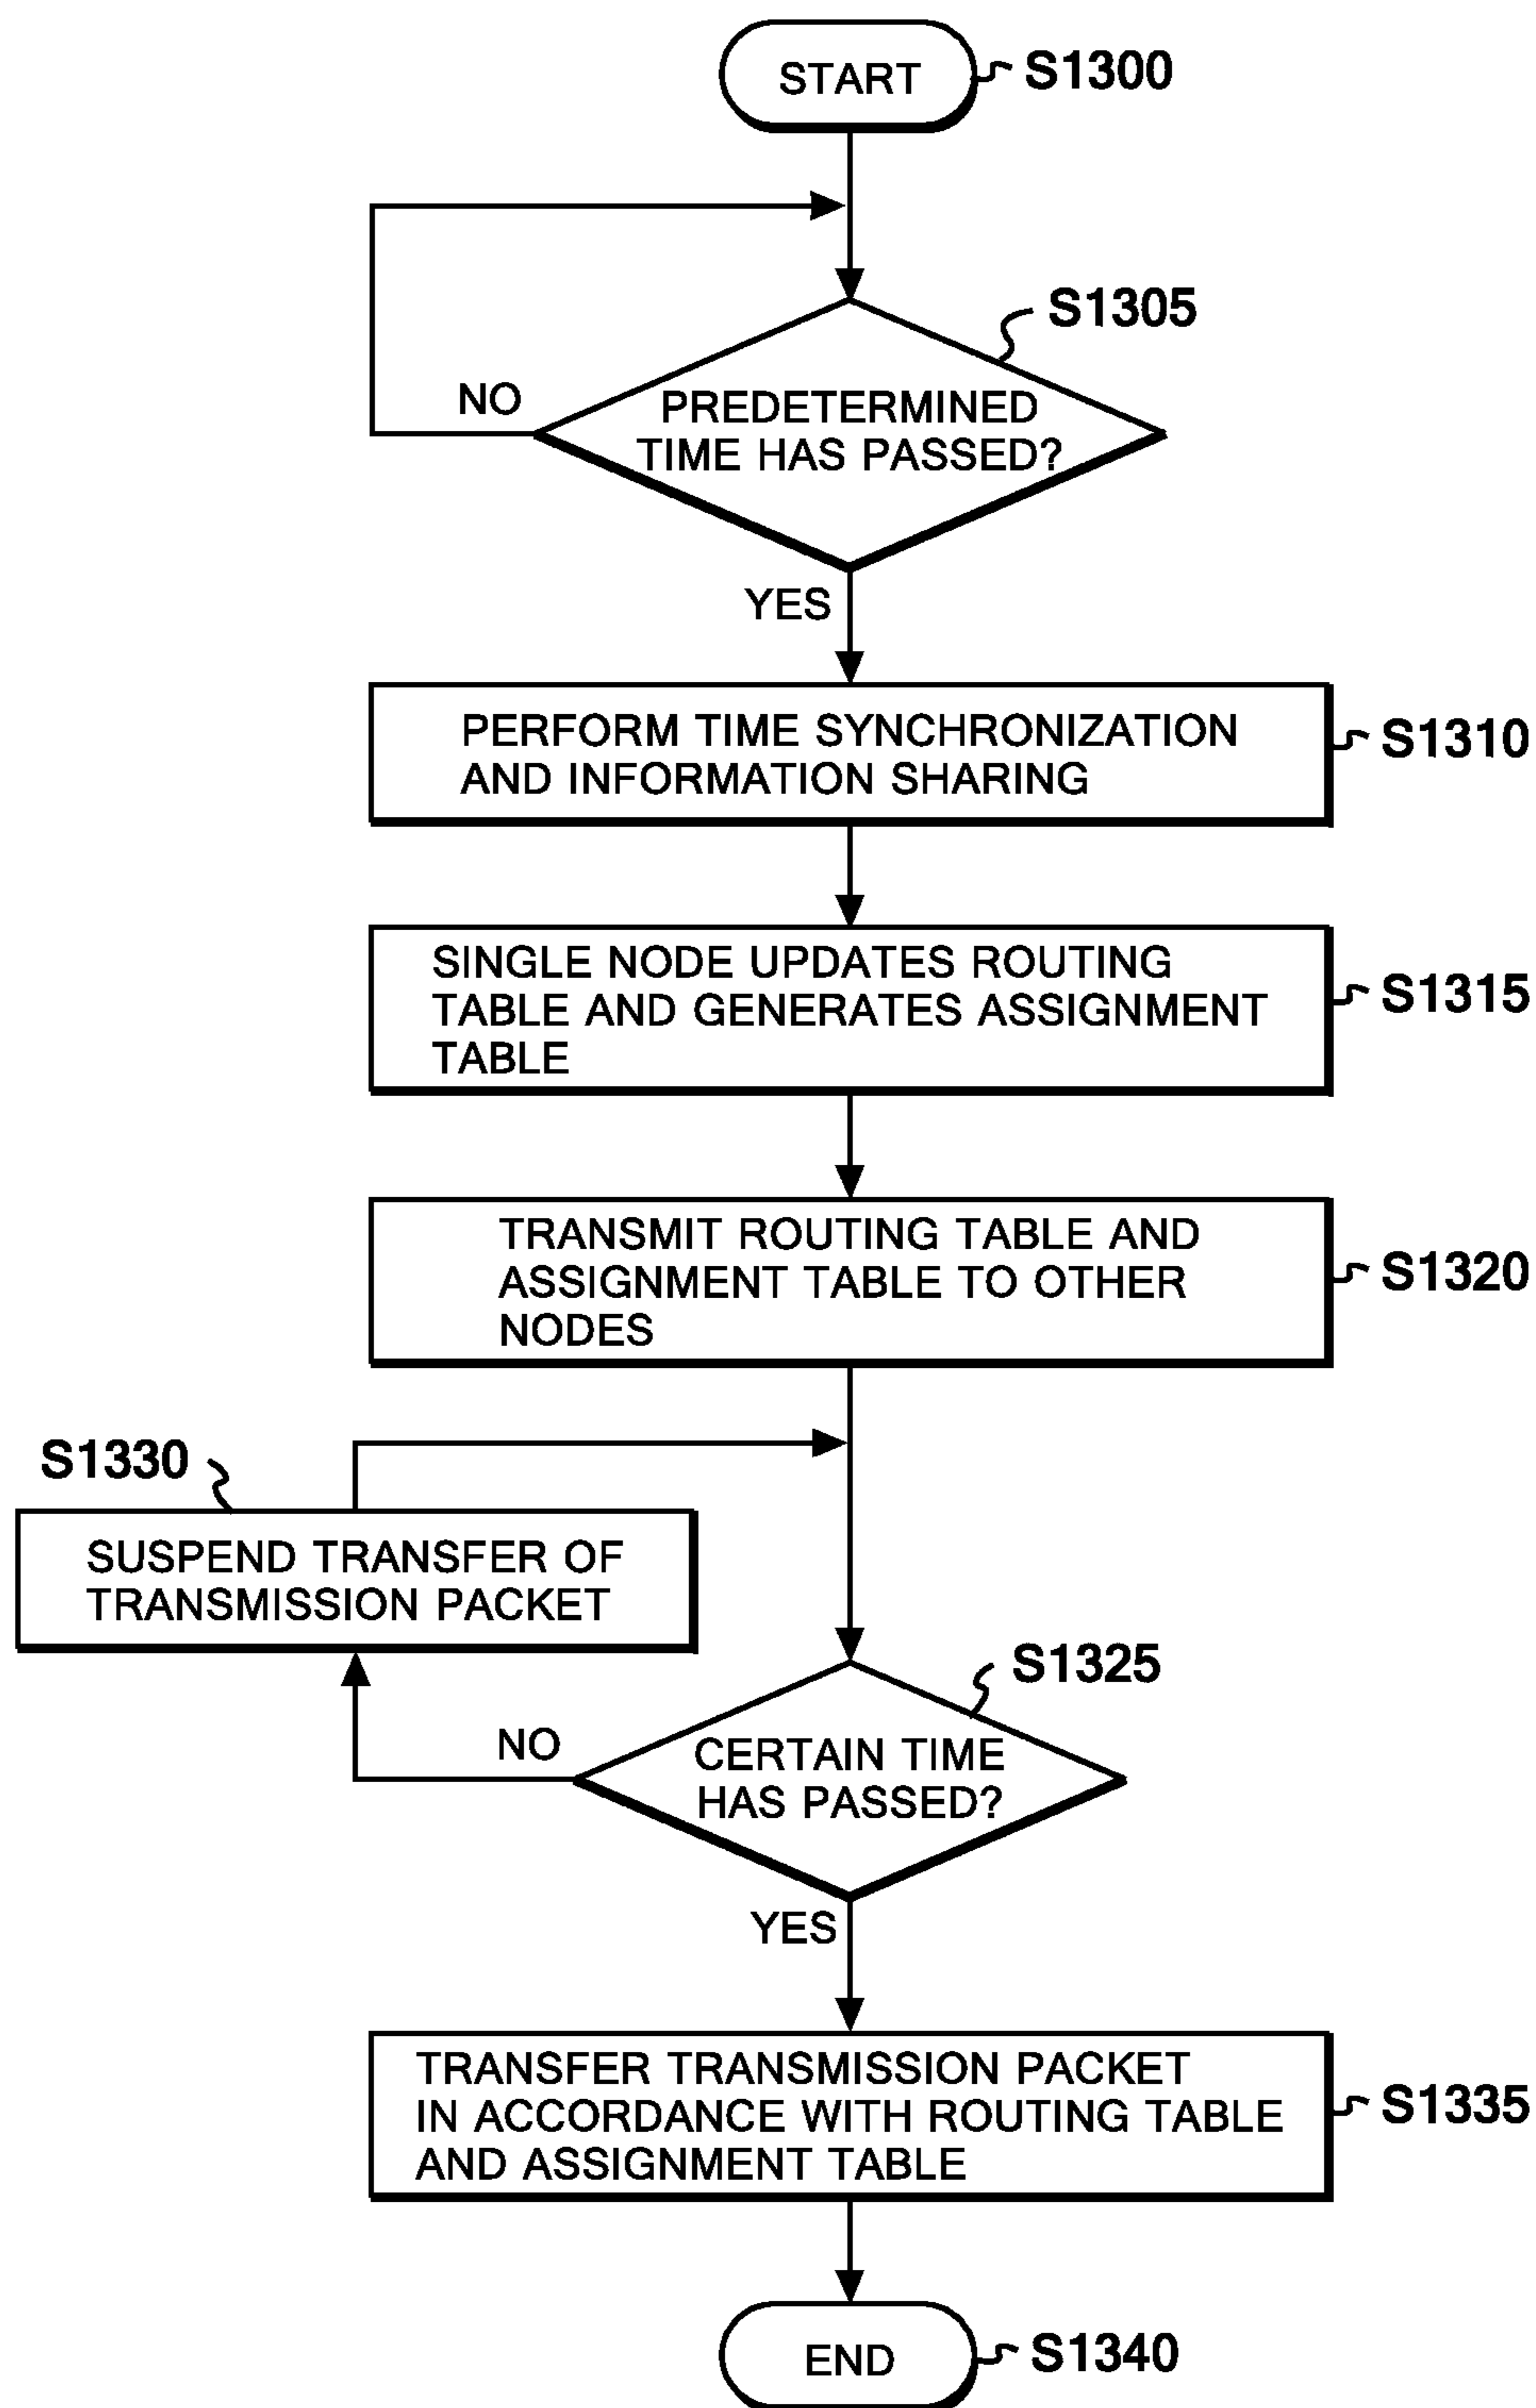 START
S1300
S1305
NO
PREDETERMINED
TIME HAS PASSED?
YES
PERFORM TIME SYNCHRONIZATION
AND INFORMATION SHARING
S1310
SINGLE NODE UPDATES ROUTING
TABLE AND GENERATES ASSIGNMENT
TABLE
S1315
TRANSMIT ROUTING TABLE AND
ASSIGNMENT TABLE TO OTHER
NODES
S1320
S1330
SUSPEND TRANSFER OF
TRANSMISSION PACKET
S1325
NO
CERTAIN TIME
HAS PASSED?
YES
TRANSFER TRANSMISSION PACKET
IN ACCORDANCE WITH ROUTING TABLE
AND ASSIGNMENT TABLE
S1335
END
S1340